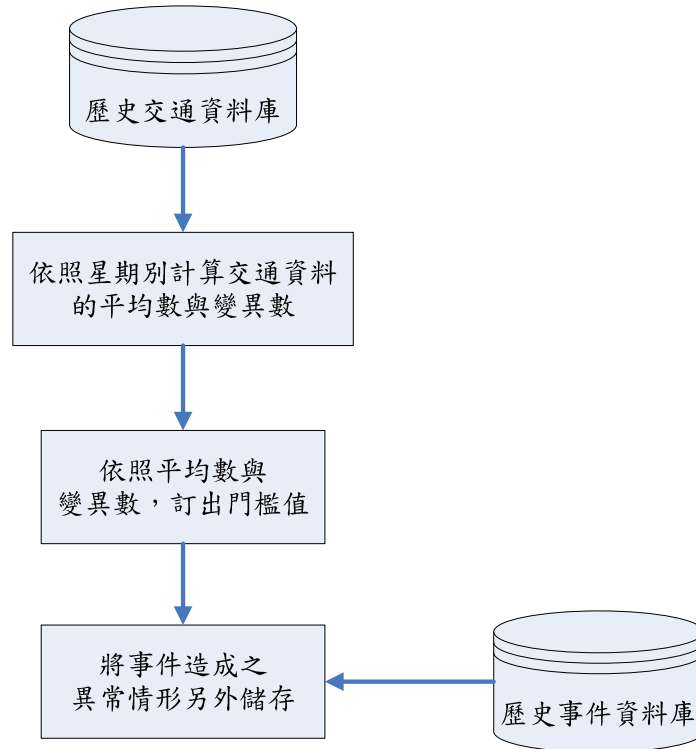 歷史交通資料庫
依照星期別計算交通資料
的平均數與變異數
依照平均數與
變異數，訂出門檻值
將事件造成之
異常情形另外儲存
歷史事件資料庫